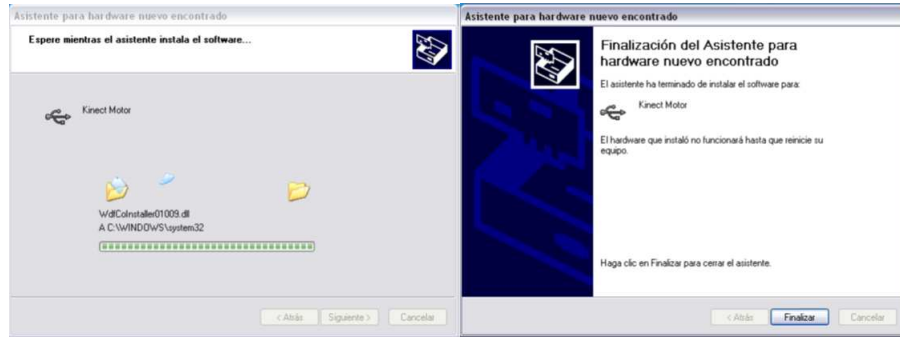 Asistente para hardware nuevo encontrado
Espere mientras el asistente instala el software...
Kinect Motor
WdfCoInstaller01009.dll
A C:\WINDOWS\system32
< Atrás
Siguiente >
Cancelar
Asistente para hardware nuevo encontrado
Finalización del Asistente para
hardware nuevo encontrado
El asistente ha terminado de instalar el software para:
Kinect Motor
El hardware que instaló no funcionará hasta que reinicie su
equipo.
Haga clic en Finalizar para cerrar el asistente.
< Atrás
Finalizar
Cancelar